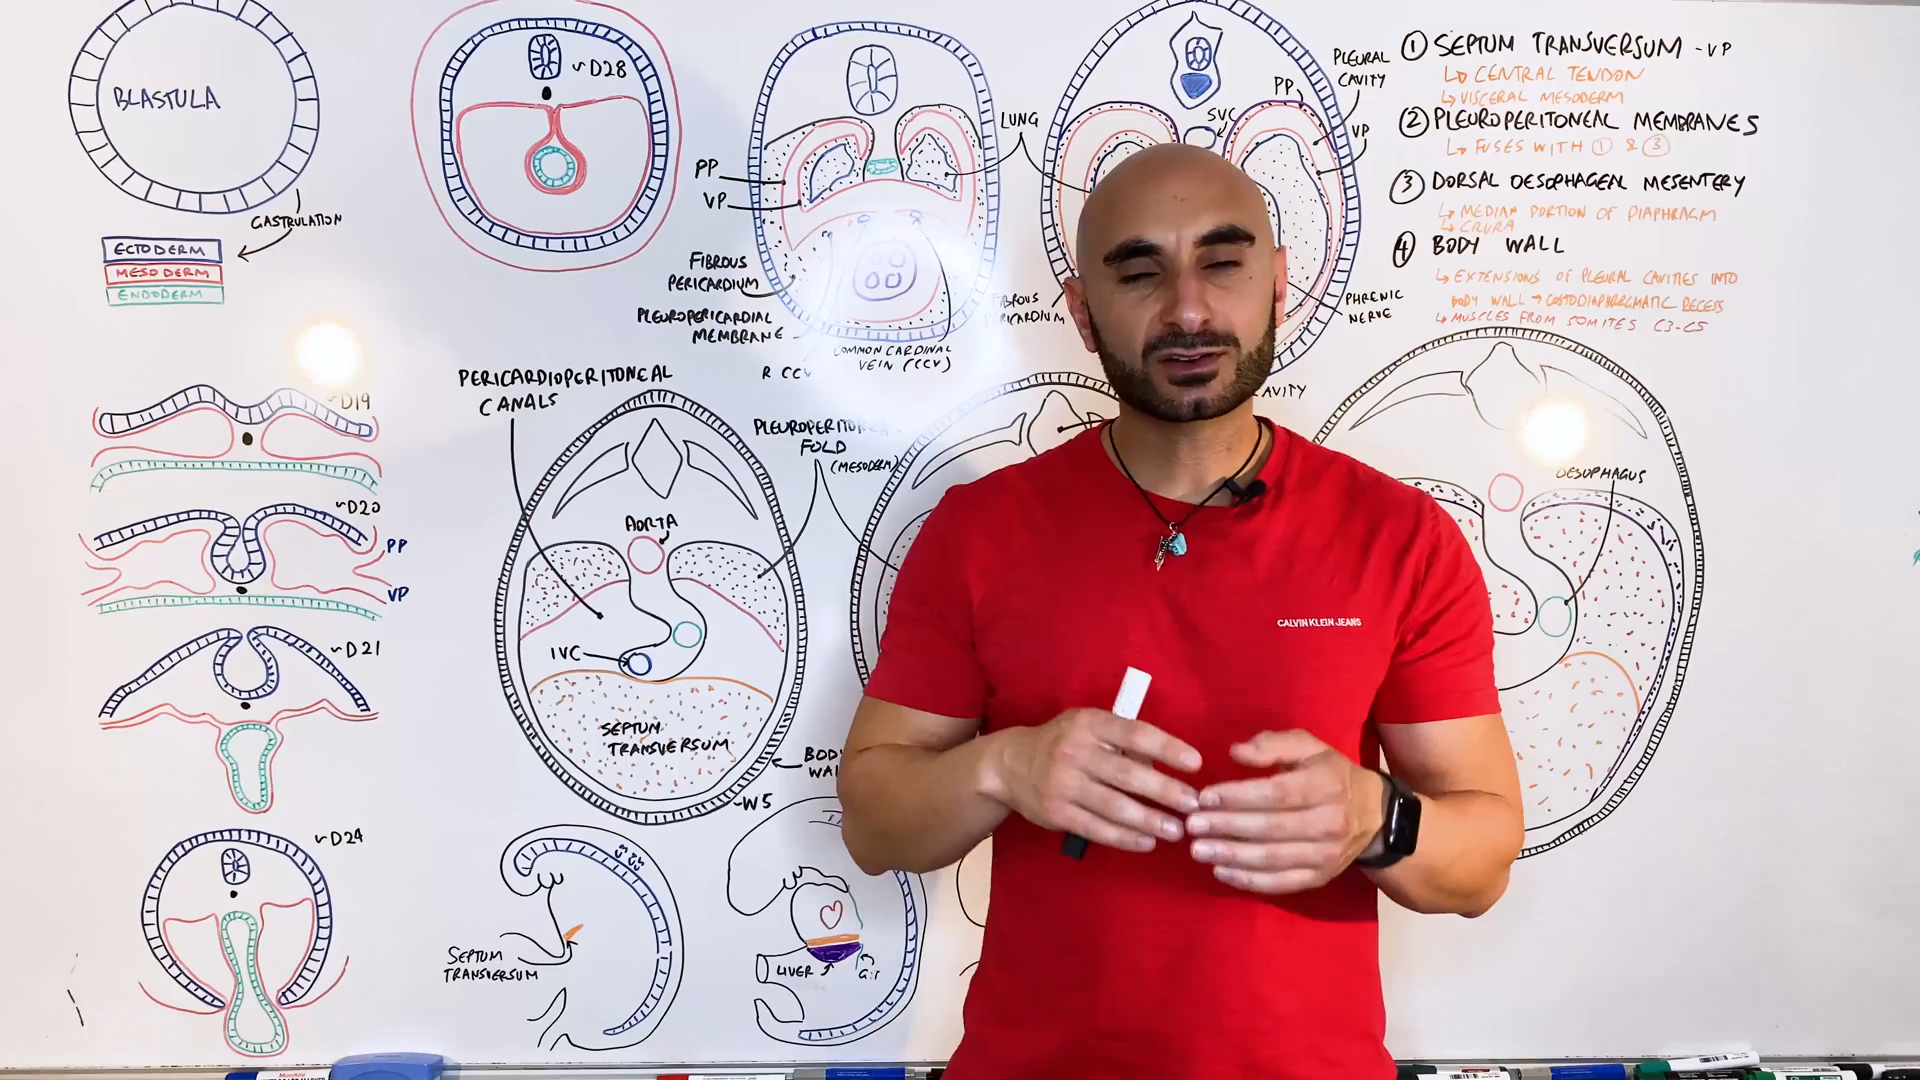 BLASTULA
GASTRULATION
ECTODERM
MESODERM
ENDODERM
~D19
~D20
PP
VP
~D21
~D24
~D28
PP
VP
FIBROUS
PERICARDIUM
PLEUROPERICARDIAL
MEMBRANE
R CCV
COMMON CARDINAL
VEIN (CCV)
LUNG
SVC
PP
PLEURAL
CAVITY
VP
FIBROUS
PHRENIC
NERVE
① SEPTUM TRANSVERSUM - VP
↳ CENTRAL TENDON
↳ VISCERAL MESODERM
② PLEUROPERITONEAL MEMBRANES
↳ FUSES WITH ① & ③
③ DORSAL OESOPHAGEAL MESENTERY
↳ MEDIAN PORTION OF DIAPHRAGM
↳ CRURA
④ BODY WALL
↳ EXTENSIONS OF PLEURAL CAVITIES INTO
BODY WALL → COSTODIAPHRAGMATIC RECESS
↳ MUSCLES FROM SOMITES C3-C5
PERICARDIOPERITONEAL
CANALS
FOLD
(MESODERM)
AORTA
IVC
SEPTUM
TRANSVERSUM
~W5
AVITY
OESOPHAGUS
SEPTUM
TRANSVERSUM
LIVER
GIT
CALVIN KLEIN JEANS